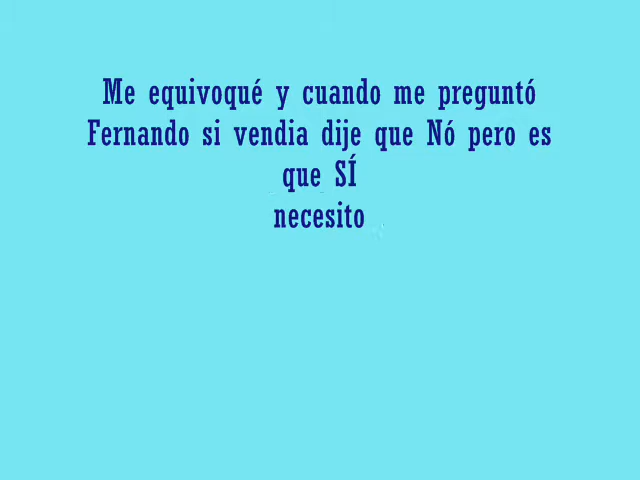 Me equivoqué y cuando me preguntó
Fernando si vendia dije que Nó pero es
que SÍ
necesito